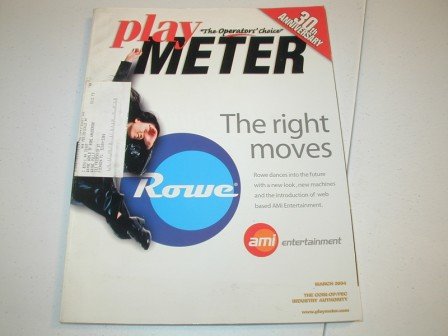 play
METER
"The Operators' Choice"
30th
ANNIVERSARY
The right
moves
Rowe dances into the future
with a new look, new machines
and the introduction of web
based AMi Entertainment.
Rowe
ami entertainment
MARCH 2004
THE COIN-OP/FEC
INDUSTRY AUTHORITY
www.playmeter.com